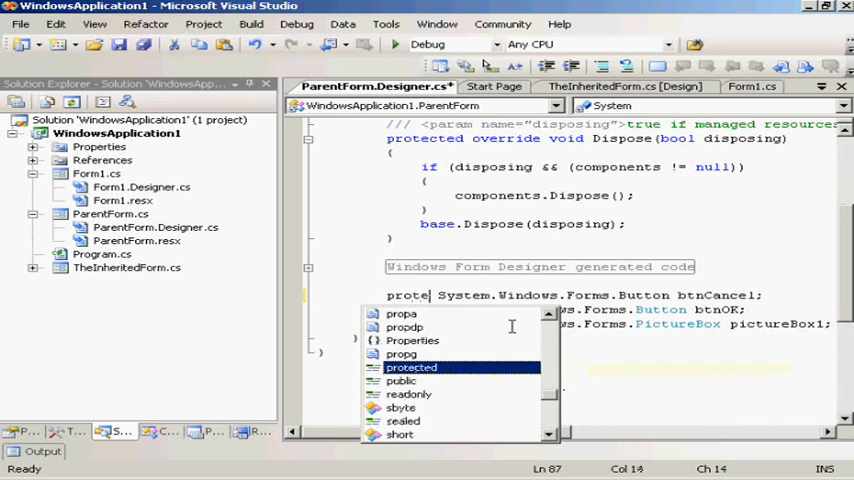 WindowsApplication1 - Microsoft Visual Studio
File Edit View Refactor Project Build Debug Data Tools Window Community Help
Debug Any CPU
Solution Explorer - Solution 'WindowsApp...
ParentForm.Designer.cs* Start Page TheInheritedForm.cs [Design] Form1.cs
WindowsApplication1.ParentForm System
Solution 'WindowsApplication1' (1 project)
WindowsApplication1
Properties
References
Form1.cs
Form1.Designer.cs
Form1.resx
ParentForm.cs
ParentForm.Designer.cs
ParentForm.resx
Program.cs
TheInheritedForm.cs
/// <param name="disposing">true if managed resources
protected override void Dispose(bool disposing)
{
if (disposing && (components != null))
{
components.Dispose();
}
base.Dispose(disposing);
}
Windows Form Designer generated code
prote System.Windows.Forms.Button btnCancel;
ws.Forms.Button btnOK;
ws.Forms.PictureBox pictureBox1;
}
}
propa
propdp
{} Properties
propg
protected
public
readonly
sbyte
sealed
short
P... T... S... C... P... R...
Output
Ready Ln 87 Col 14 Ch 14 INS